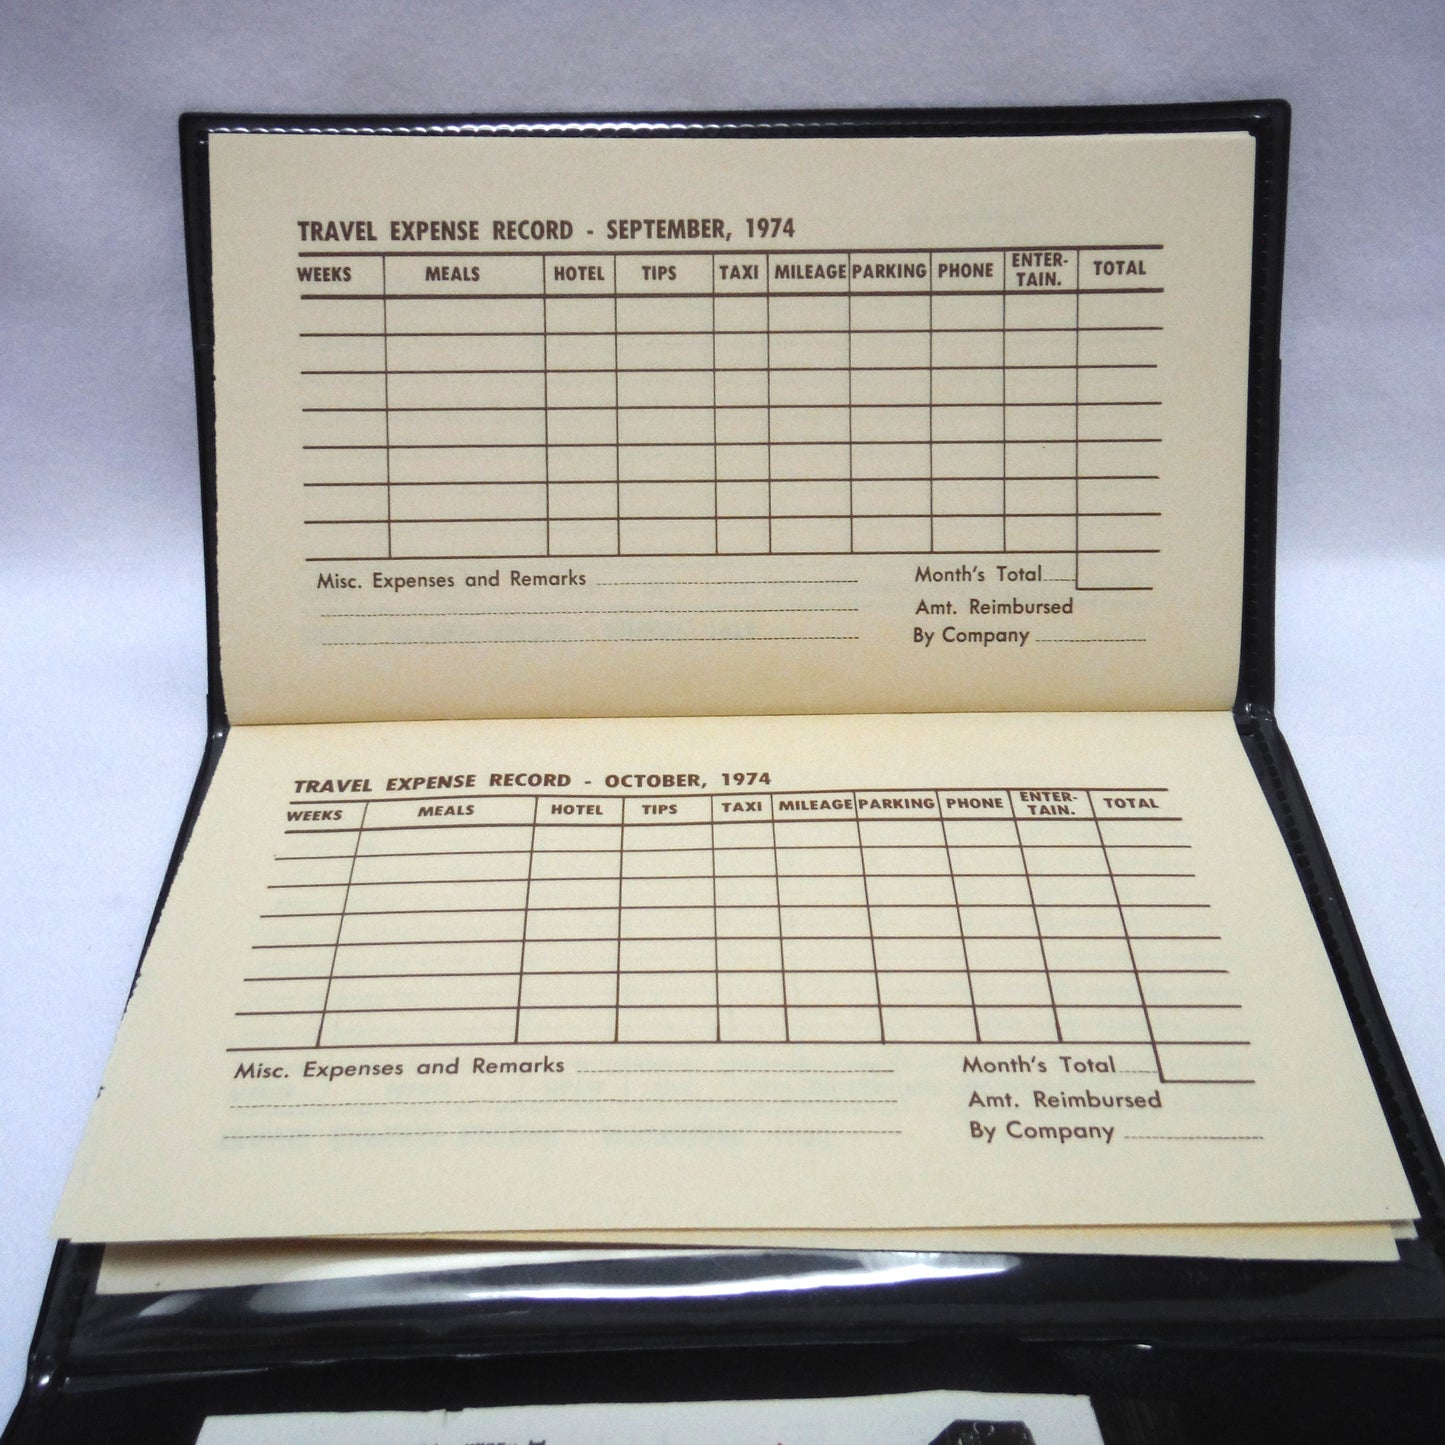 TRAVEL EXPENSE RECORD - SEPTEMBER, 1974
WEEKS MEALS HOTEL TIPS TAXI MILEAGE PARKING PHONE ENTER-TAIN. TOTAL
Misc. Expenses and Remarks
Month's Total
Amt. Reimbursed
By Company
TRAVEL EXPENSE RECORD - OCTOBER, 1974
WEEKS MEALS HOTEL TIPS TAXI MILEAGE PARKING PHONE ENTER-TAIN. TOTAL
Misc. Expenses and Remarks
Month's Total
Amt. Reimbursed
By Company